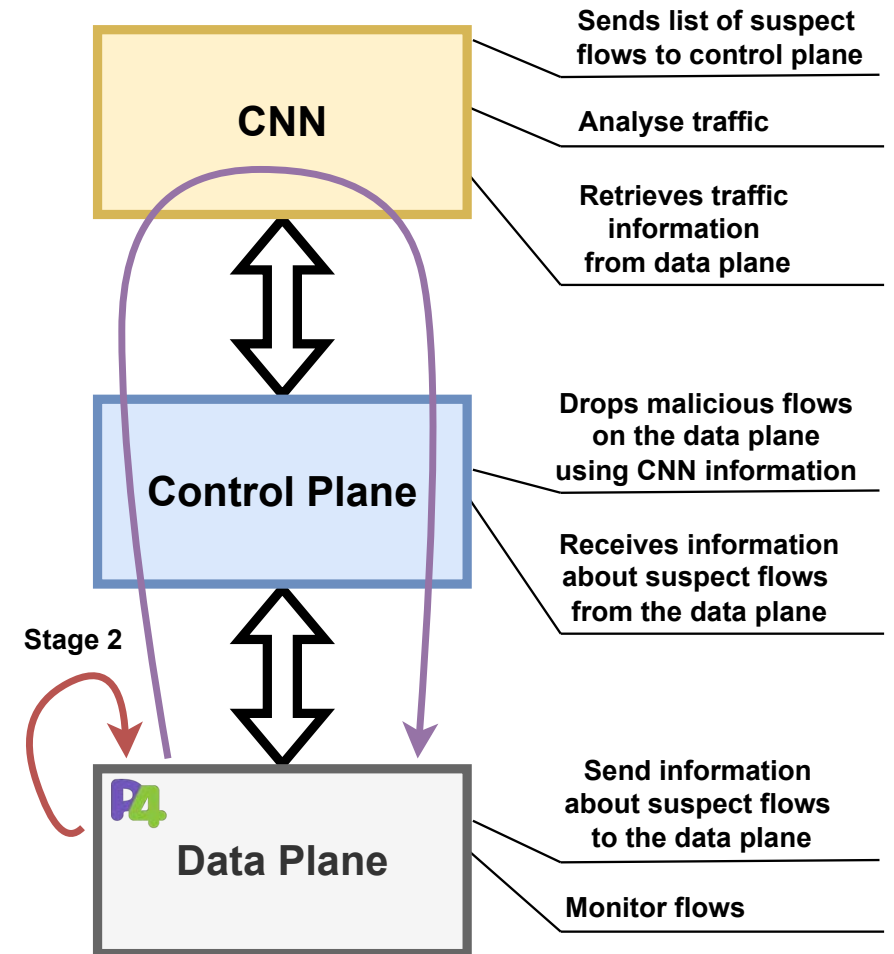 Sends list of suspect
flows to control plane
CNN
Analyse traffic
Retrieves traffic
information
from data plane
Drops malicious flows
on the data plane
using CNN information
Control Plane
Receives information
about suspect flows
from the data plane
Stage 2
Send information
about suspect flows
to the data plane
P4
Data Plane
Monitor flows